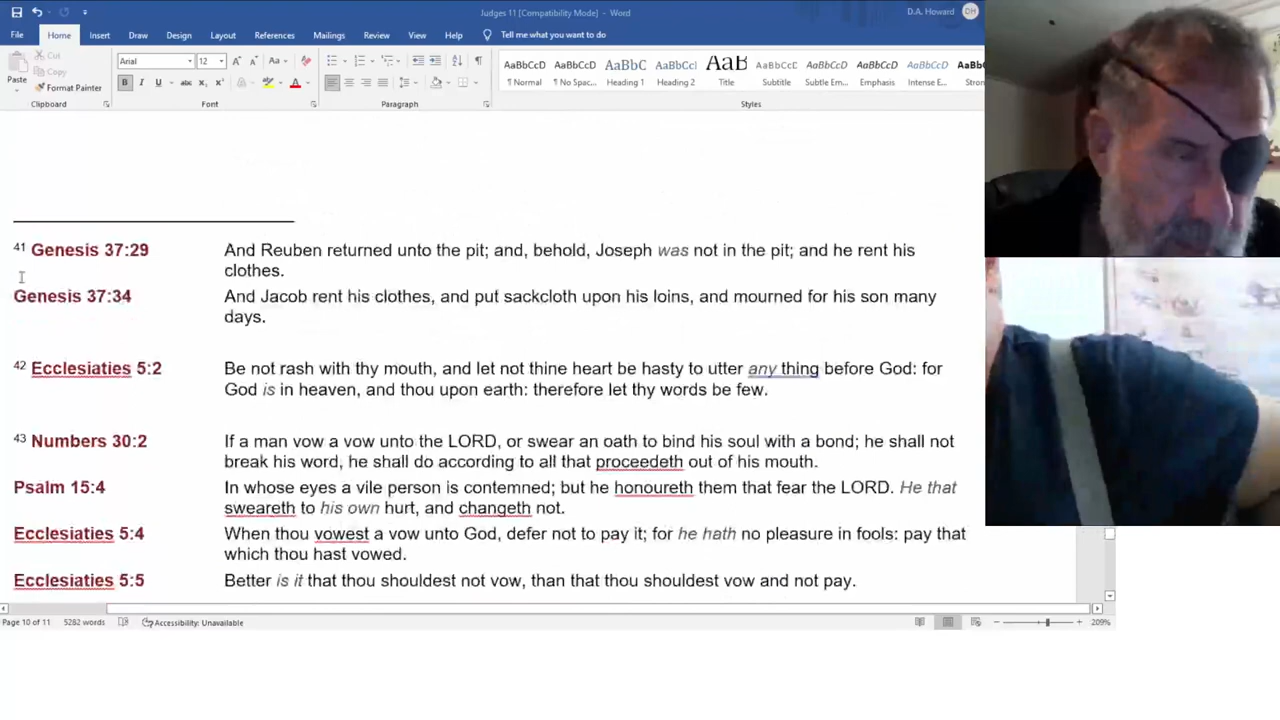 Judges 11 [Compatibility Mode] - Word
D.A. Howard
DH
File Home Insert Draw Design Layout References Mailings Review View Help Tell me what you want to do
Paste
Cut
Copy
Format Painter
Arial 12
Aa
B I U
AaBbCcD AaBbCcD AaBbC AaBbCcI AaB AaBbCcD AaBbCcD AaBbCcD AaBbCcD AaBbC
¶ Normal ¶ No Spac... Heading 1 Heading 2 Title Subtitle Subtle Em... Emphasis Intense E... Stron
Clipboard Font Paragraph Styles
41 Genesis 37:29 And Reuben returned unto the pit; and, behold, Joseph was not in the pit; and he rent his
clothes.
Genesis 37:34 And Jacob rent his clothes, and put sackcloth upon his loins, and mourned for his son many
days.
42 Ecclesiaties 5:2 Be not rash with thy mouth, and let not thine heart be hasty to utter any thing before God: for
God is in heaven, and thou upon earth: therefore let thy words be few.
43 Numbers 30:2 If a man vow a vow unto the LORD, or swear an oath to bind his soul with a bond; he shall not
break his word, he shall do according to all that proceedeth out of his mouth.
Psalm 15:4 In whose eyes a vile person is contemned; but he honoureth them that fear the LORD. He that
sweareth to his own hurt, and changeth not.
Ecclesiaties 5:4 When thou vowest a vow unto God, defer not to pay it; for he hath no pleasure in fools: pay that
which thou hast vowed.
Ecclesiaties 5:5 Better is it that thou shouldest not vow, than that thou shouldest vow and not pay.
Page 10 of 11 5282 words Accessibility: Unavailable 209%